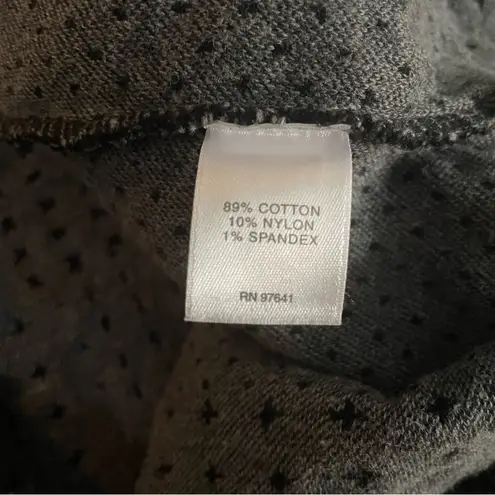 89% COTTON
10% NYLON
1% SPANDEX
RN 97641